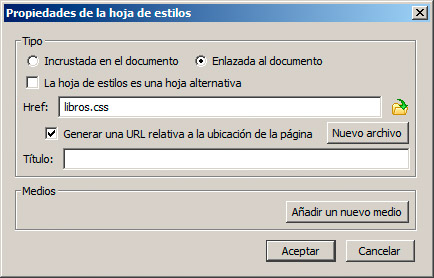 Propiedades de la hoja de estilos
Tipo
Incrustada en el documento Enlazada al documento
La hoja de estilos es una hoja alternativa
Href: libros.css
Generar una URL relativa a la ubicación de la página Nuevo archivo
Título:
Medios
Añadir un nuevo medio
Aceptar Cancelar